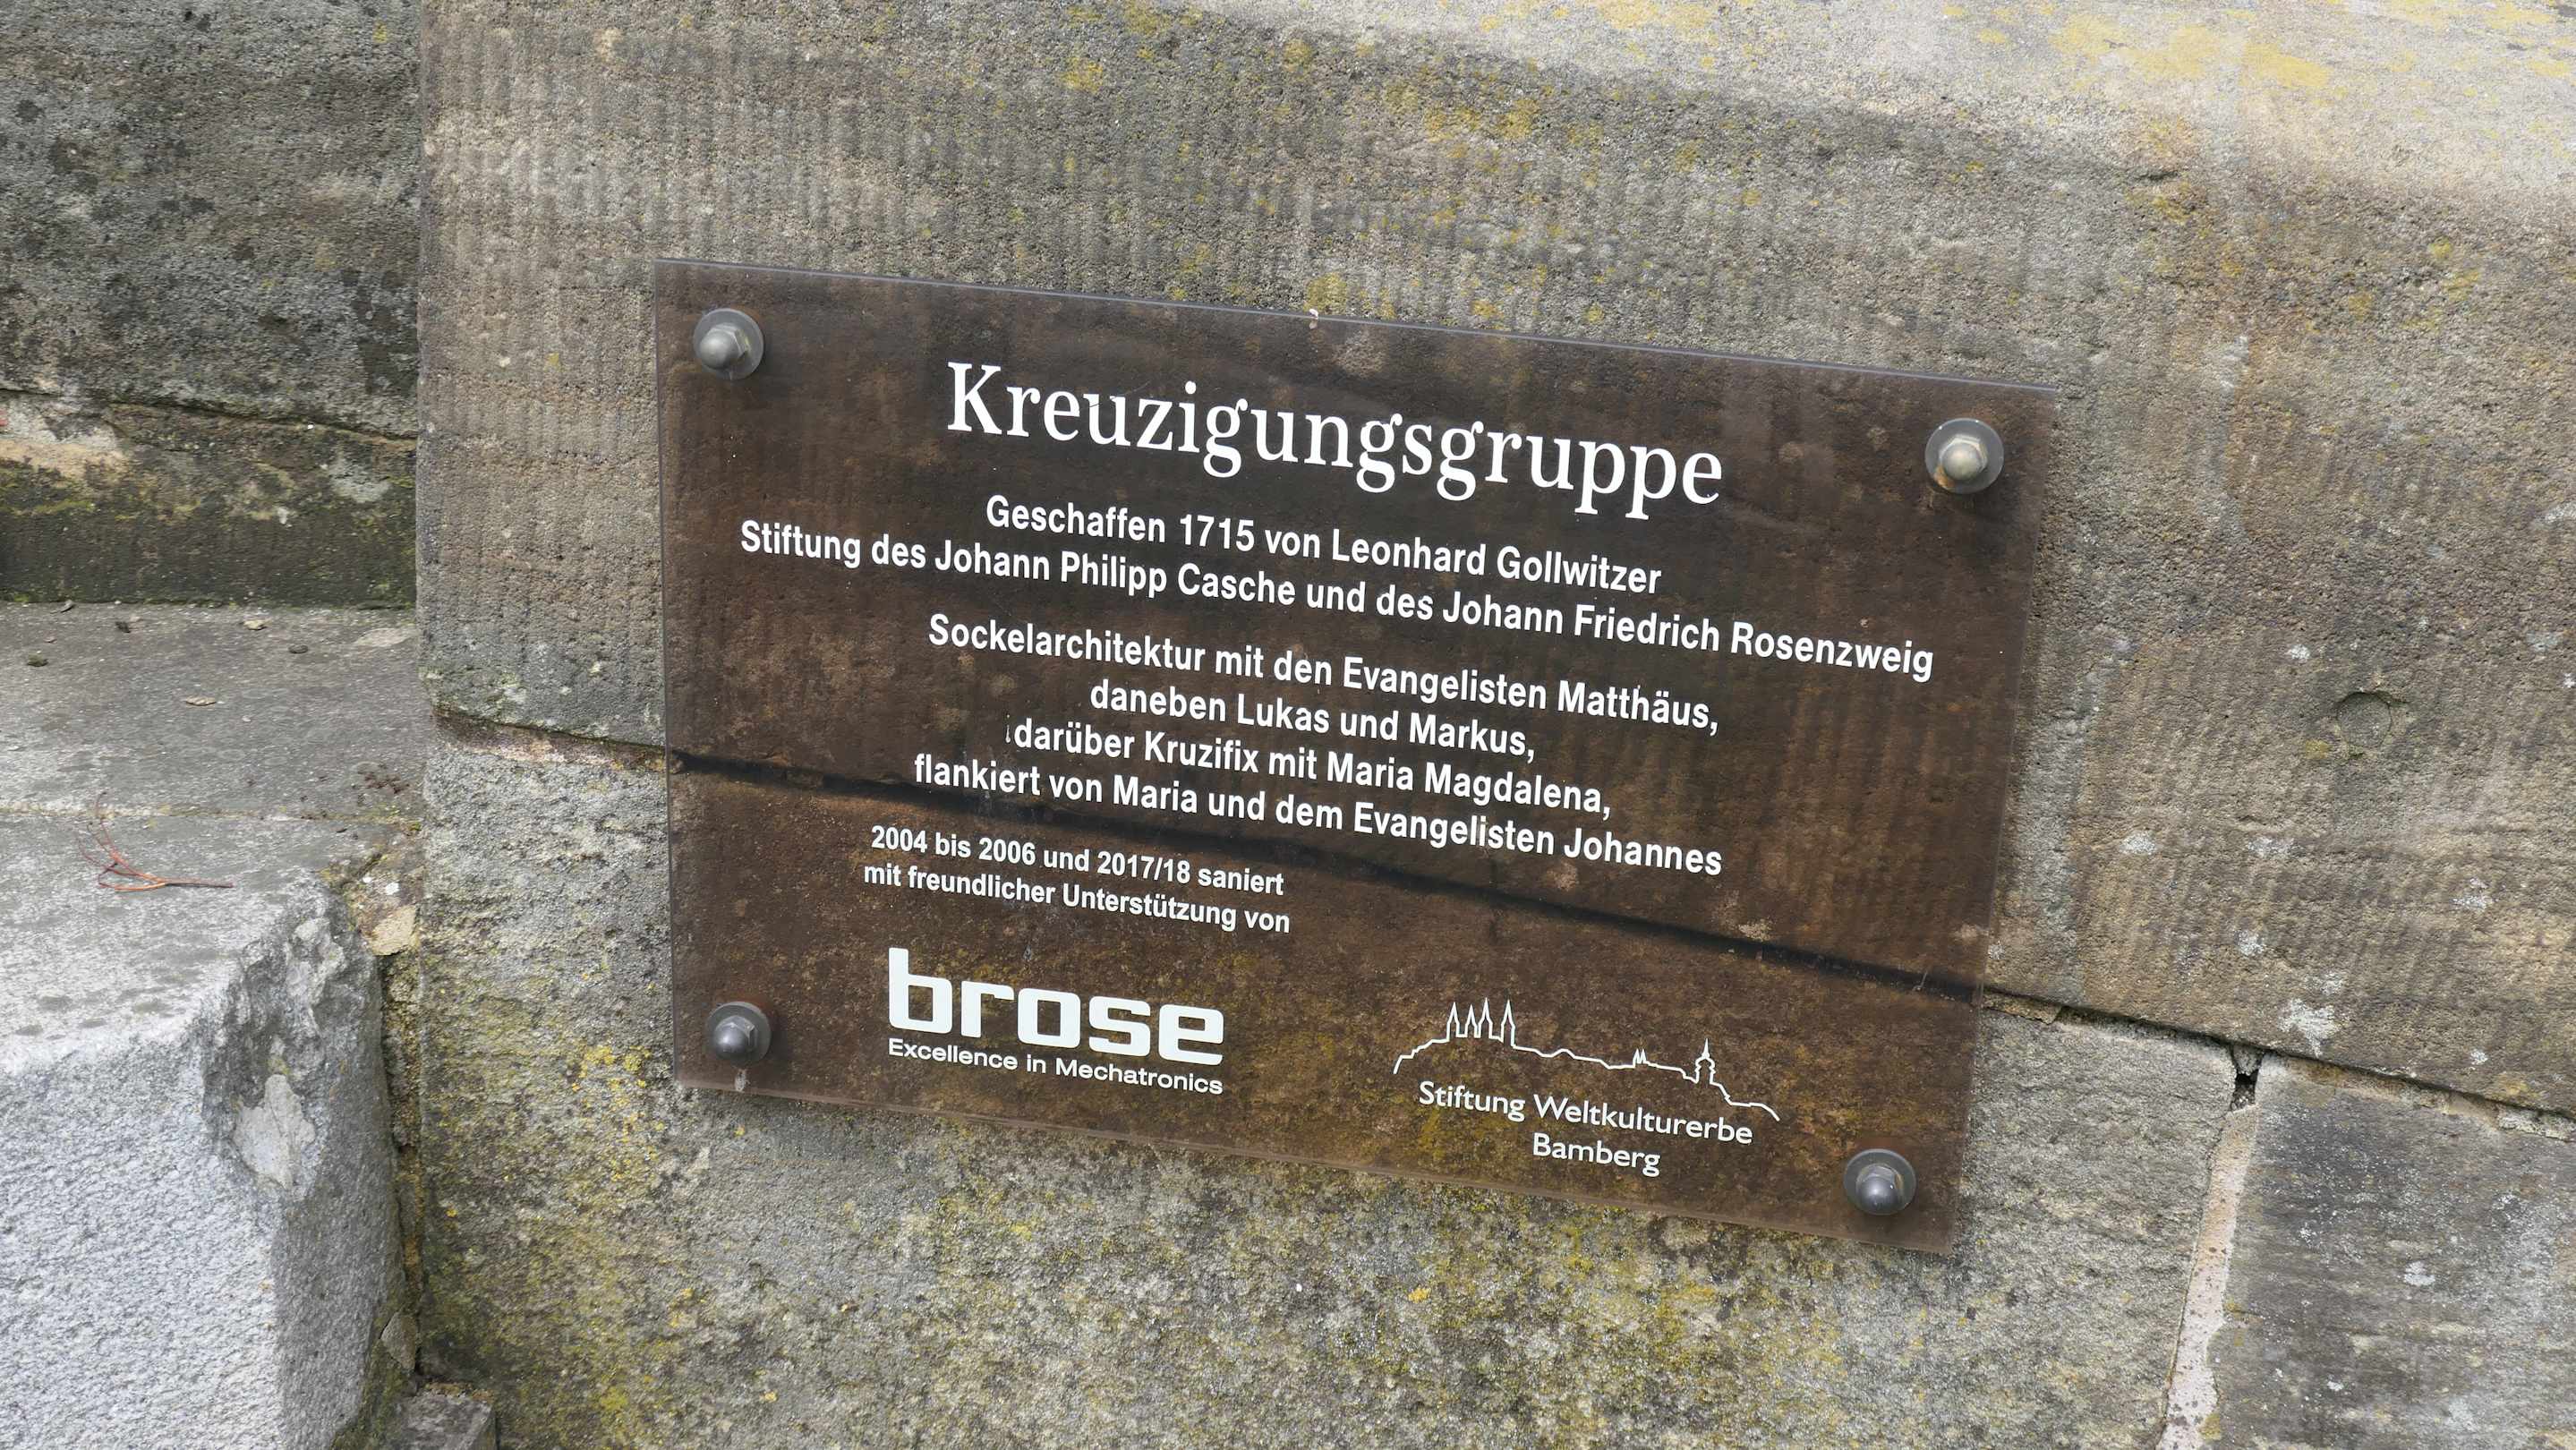 Kreuzigungsgruppe
Geschaffen 1715 von Leonhard Gollwitzer
Stiftung des Johann Philipp Casche und des Johann Friedrich Rosenzweig
Sockelarchitektur mit den Evangelisten Matthäus,
daneben Lukas und Markus,
darüber Kruzifix mit Maria Magdalena,
flankiert von Maria und dem Evangelisten Johannes
2004 bis 2006 und 2017/18 saniert
mit freundlicher Unterstützung von
brose
Excellence in Mechatronics
Stiftung Weltkulturerbe
Bamberg